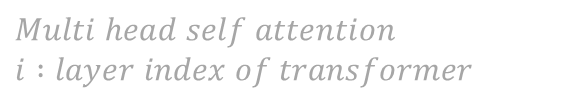 Multi head self attention
i : layer index of transformer